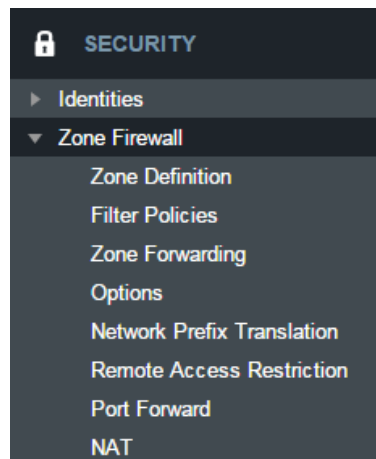 SECURITY
Identities
Zone Firewall
Zone Definition
Filter Policies
Zone Forwarding
Options
Network Prefix Translation
Remote Access Restriction
Port Forward
NAT